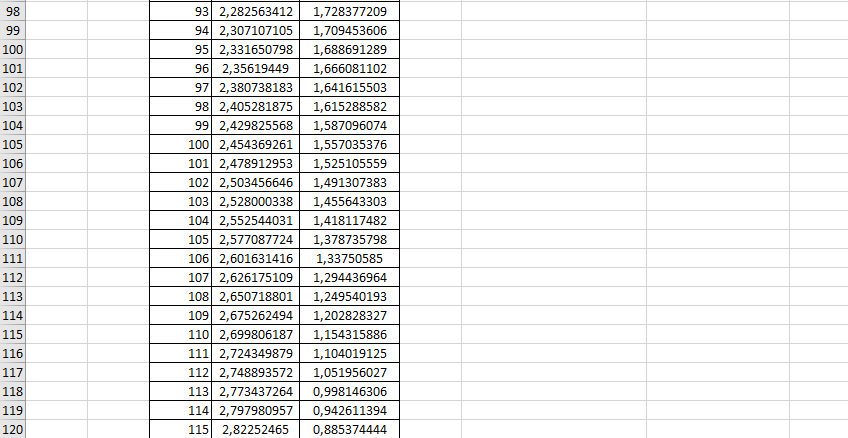 98 93 2,282563412 1,728377209
99 94 2,307107105 1,709453606
100 95 2,331650798 1,688691289
101 96 2,35619449 1,666081102
102 97 2,380738183 1,641615503
103 98 2,405281875 1,615288582
104 99 2,429825568 1,587096074
105 100 2,454369261 1,557035376
106 101 2,478912953 1,525105559
107 102 2,503456646 1,491307383
108 103 2,528000338 1,455643303
109 104 2,552544031 1,418117482
110 105 2,577087724 1,378735798
111 106 2,601631416 1,33750585
112 107 2,626175109 1,294436964
113 108 2,650718801 1,249540193
114 109 2,675262494 1,202828327
115 110 2,699806187 1,154315886
116 111 2,724349879 1,104019125
117 112 2,748893572 1,051956027
118 113 2,773437264 0,998146306
119 114 2,797980957 0,942611394
120 115 2,82252465 0,885374444